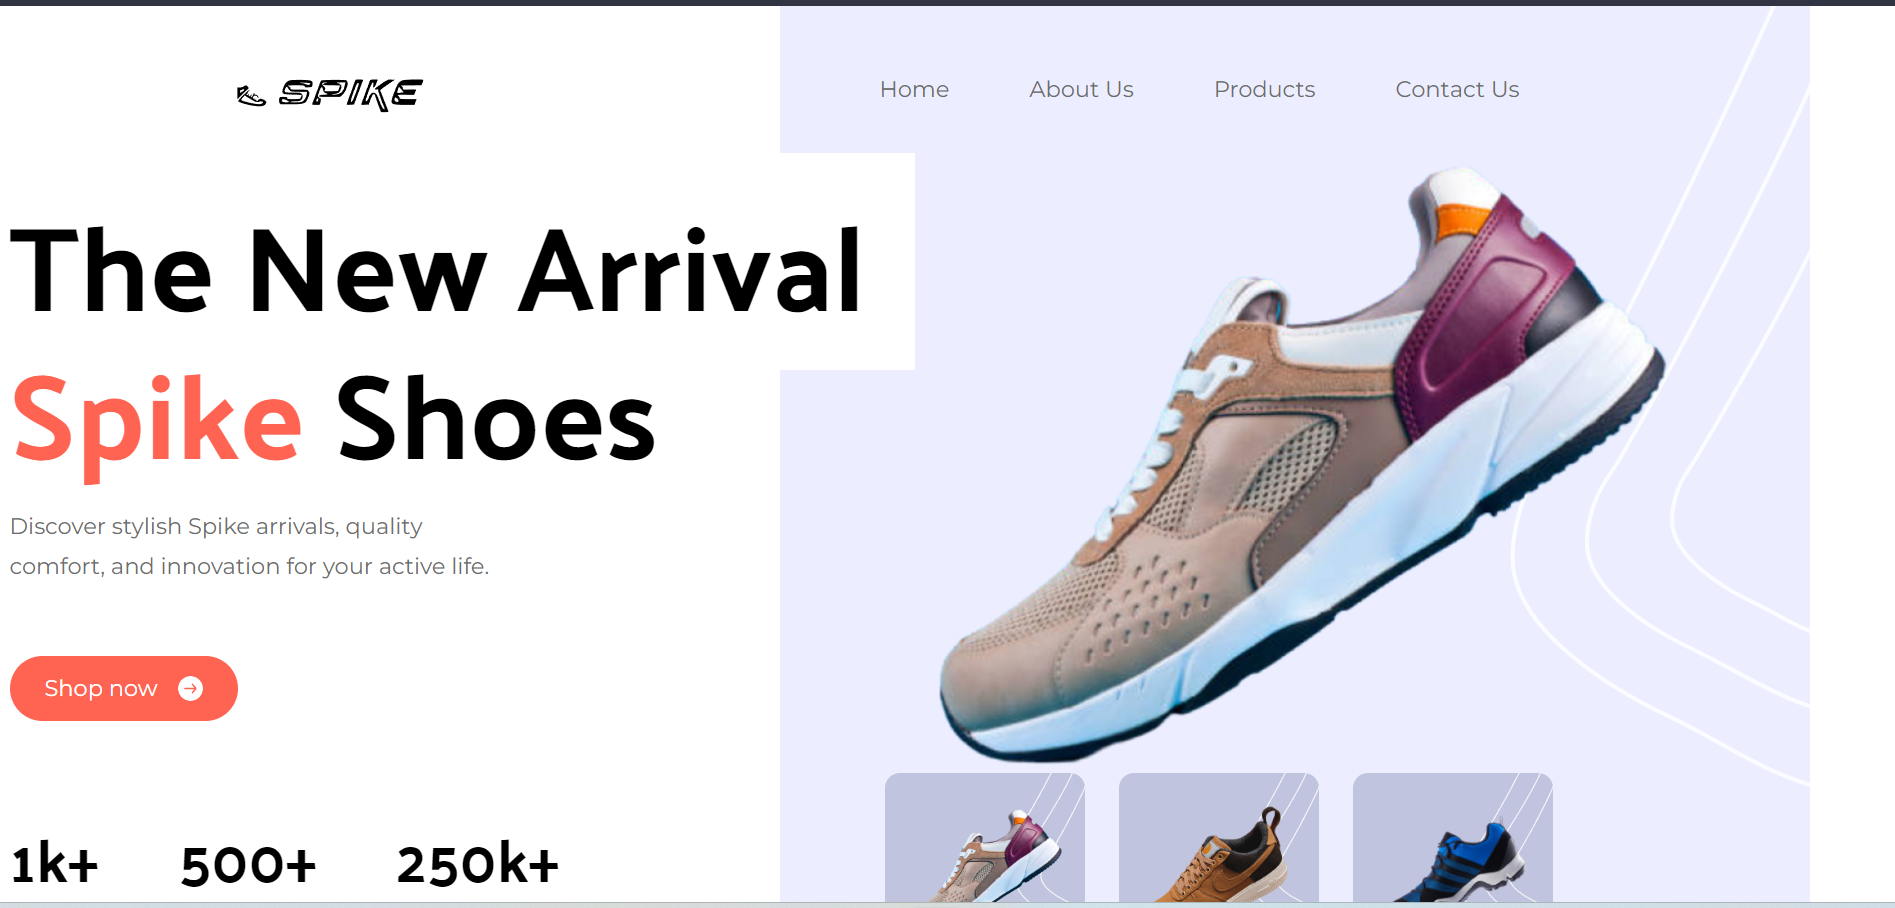 SPIKE
Home About Us Products Contact Us
The New Arrival
Spike Shoes
Discover stylish Spike arrivals, quality
comfort, and innovation for your active life.
Shop now
1k+ 500+ 250k+